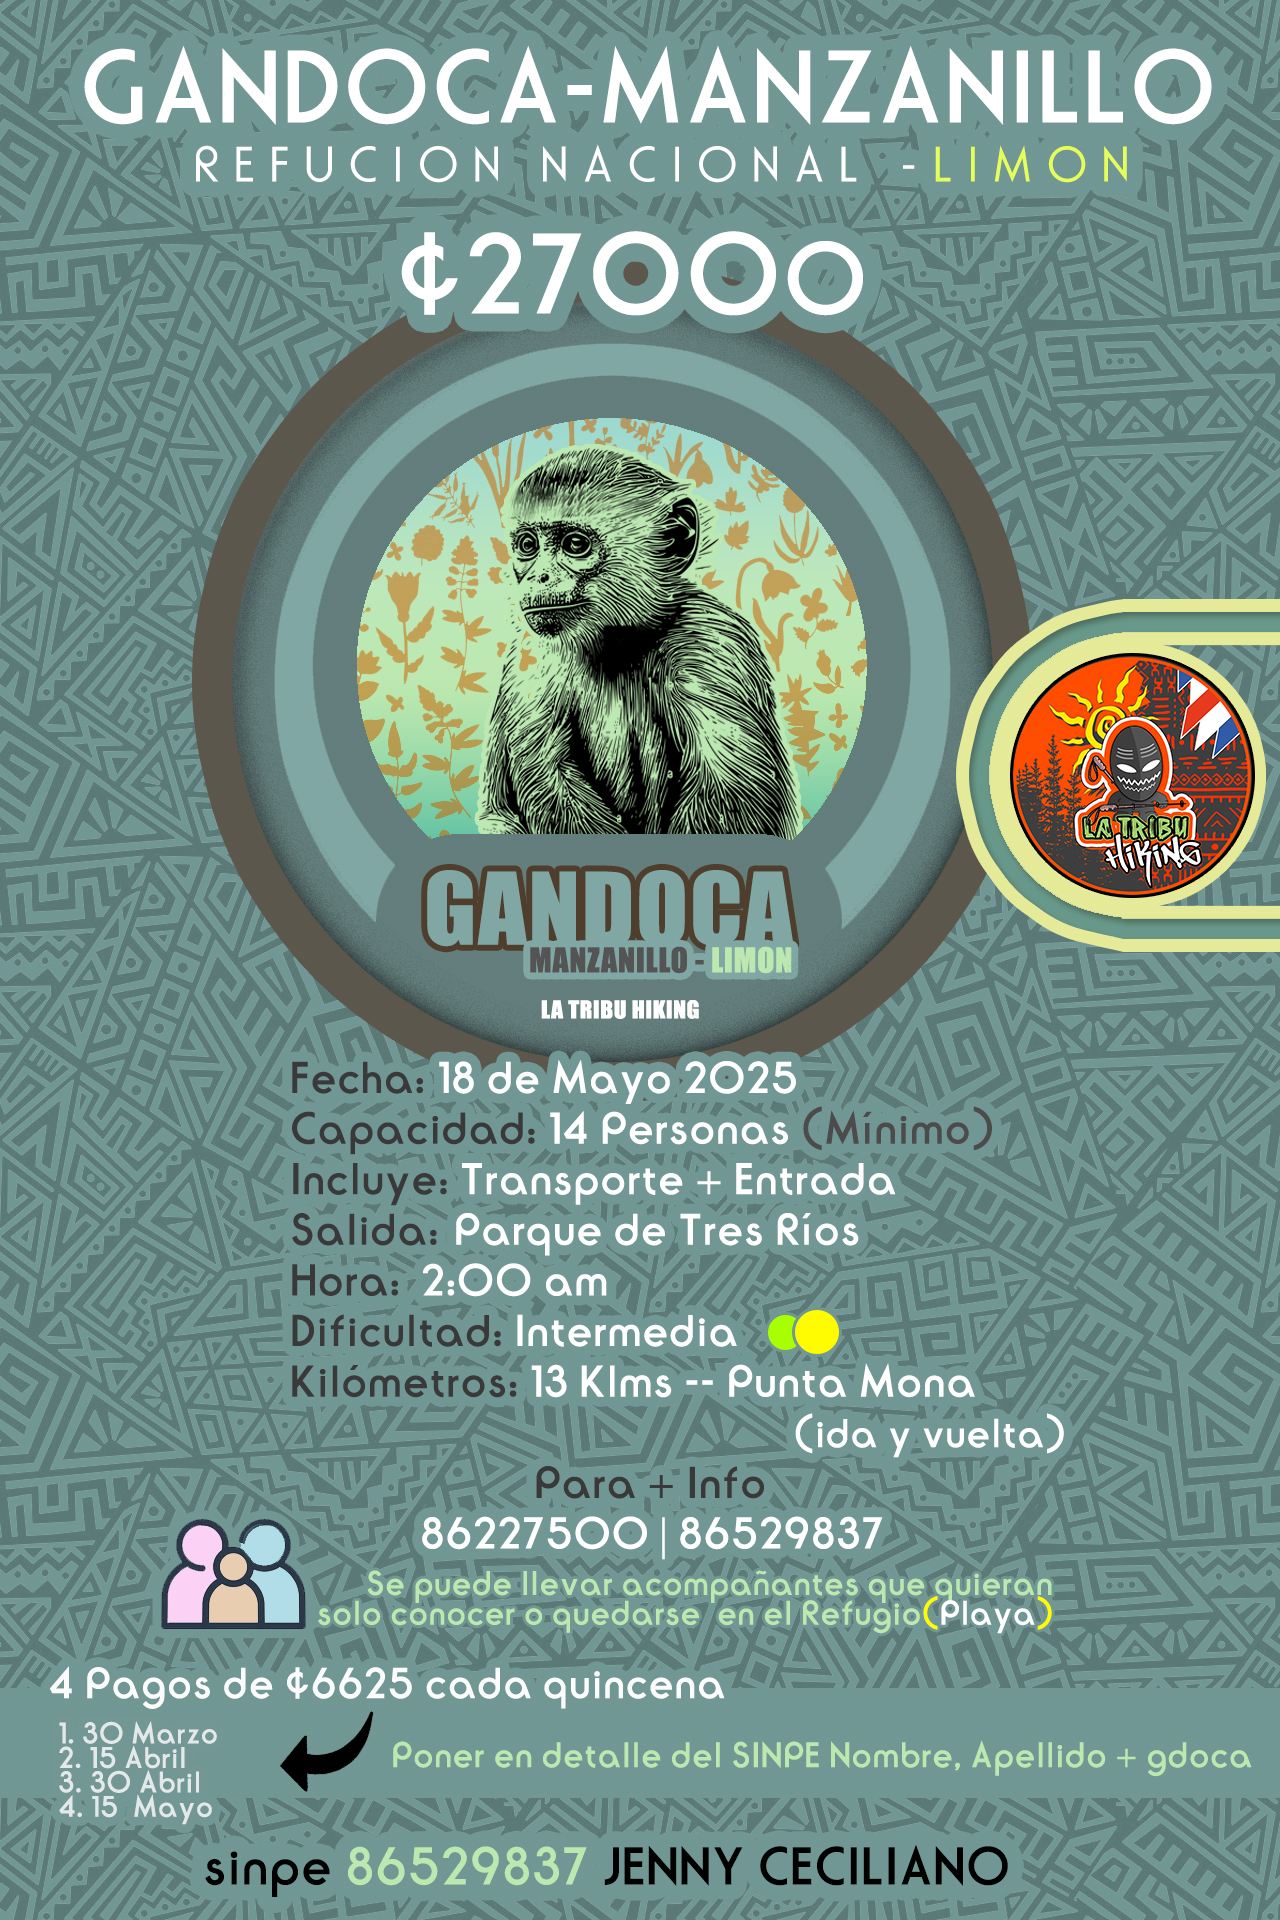 GANDOCA-MANZANILLO
REFUCION NACIONAL -LIMON
¢27000
GANDOCA
MANZANILLO - LIMON
LA TRIBU HIKING
LA TRIBU
HIKING
Fecha: 18 de Mayo 2025
Capacidad: 14 Personas (Mínimo)
Incluye: Transporte + Entrada
Salida: Parque de Tres Ríos
Hora: 2:00 am
Dificultad: Intermedia
Kilómetros: 13 Klms -- Punta Mona
(ida y vuelta)
Para + Info
86227500|86529837
Se puede llevar acompañantes que quieran
solo conocer o quedarse en el Refugio(Playa)
4 Pagos de ¢6625 cada quincena
1. 30 Marzo
2. 15 Abril
3. 30 Abril
4. 15 Mayo
Poner en detalle del SINPE Nombre, Apellido + gdoca
sinpe 86529837 JENNY CECILIANO